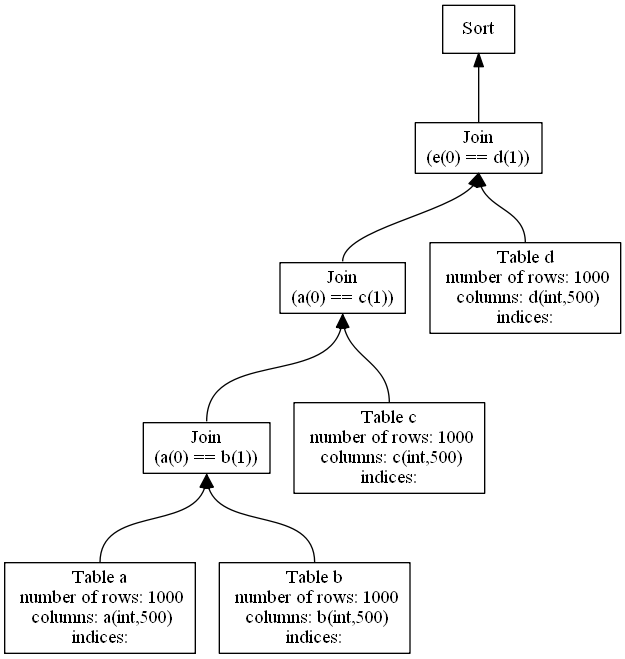 Sort
Join
(e(0) == d(1))
Table d
number of rows: 1000
columns: d(int,500)
indices:
Join
(a(0) == c(1))
Table c
number of rows: 1000
columns: c(int,500)
indices:
Join
(a(0) == b(1))
Table a
number of rows: 1000
columns: a(int,500)
indices:
Table b
number of rows: 1000
columns: b(int,500)
indices: